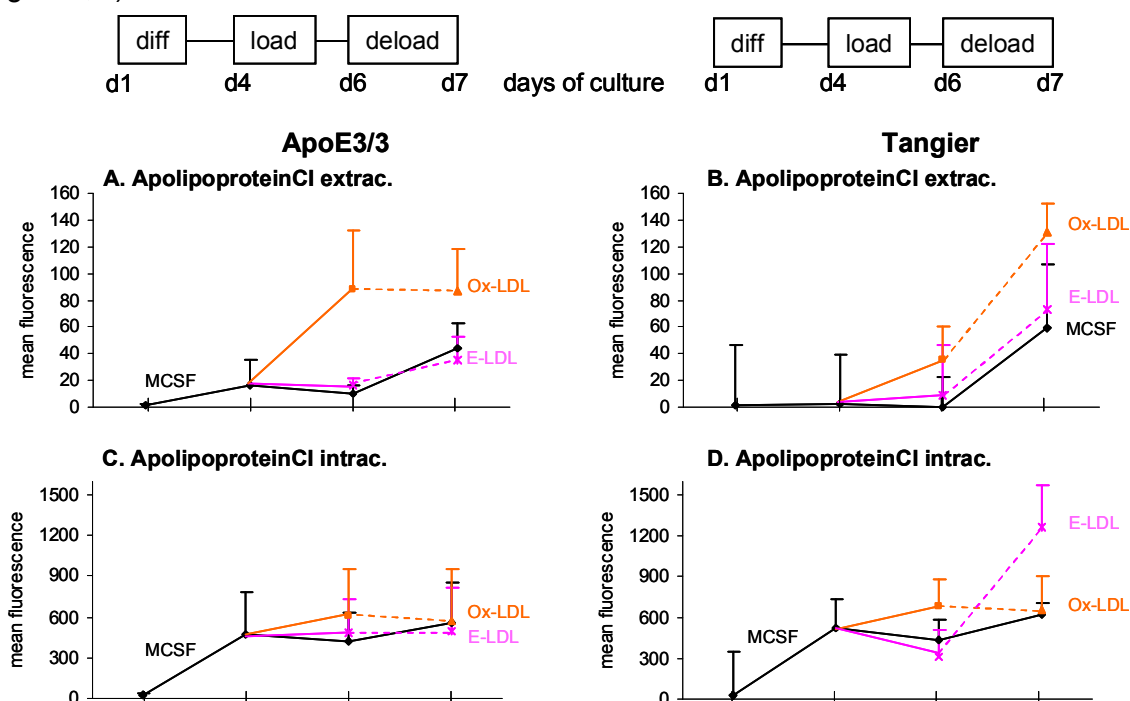 diff load deload diff load deload
d1 d4 d6 d7 days of culture d1 d4 d6 d7
ApoE3/3 Tangier
A. ApolipoproteinCI extrac.
160
140
120
100
80
60
40
20
0
mean fluorescence
MCSF
Ox-LDL
E-LDL
B. ApolipoproteinCI extrac.
160
140
120
100
80
60
40
20
0
mean fluorescence
Ox-LDL
E-LDL
MCSF
C. ApolipoproteinCI intrac.
1500
1200
900
600
300
0
mean fluorescence
MCSF
Ox-LDL
E-LDL
D. ApolipoproteinCI intrac.
1500
1200
900
600
300
0
mean fluorescence
MCSF
E-LDL
Ox-LDL